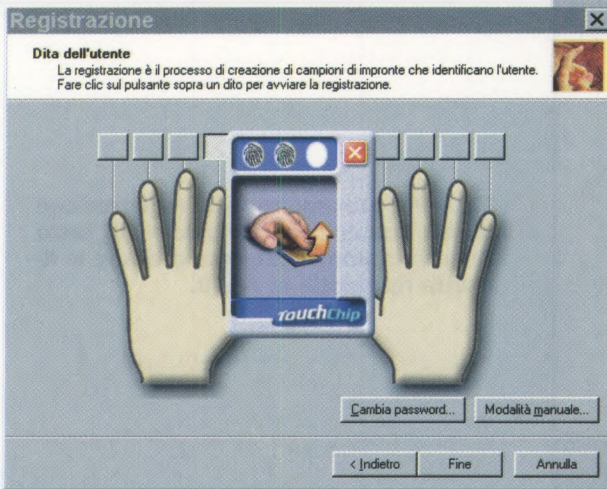 Registrazione
Dita dell'utente
La registrazione è il processo di creazione di campioni di impronte che identificano l'utente.
Fare clic sul pulsante sopra un dito per avviare la registrazione.
TouchChip
Cambia password...
Modalità manuale...
< Indietro
Fine
Annulla